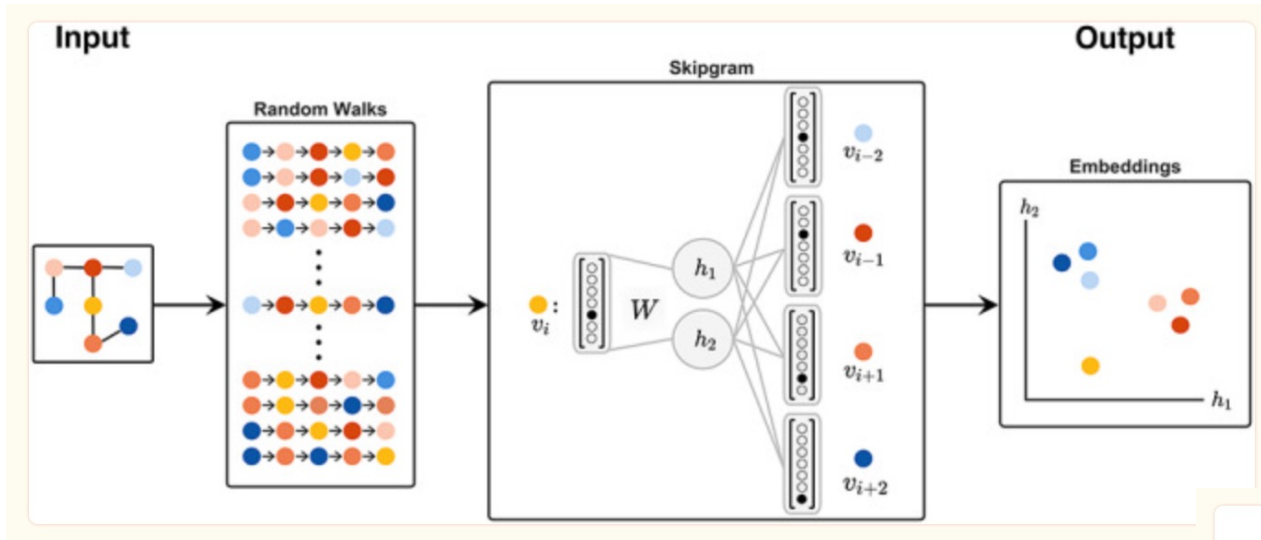 Input
Output
Skipgram
Random Walks
Embeddings
v_{i-2}
v_{i-1}
v_i :
W
h_1
h_2
v_{i+1}
v_{i+2}
h_2
h_1